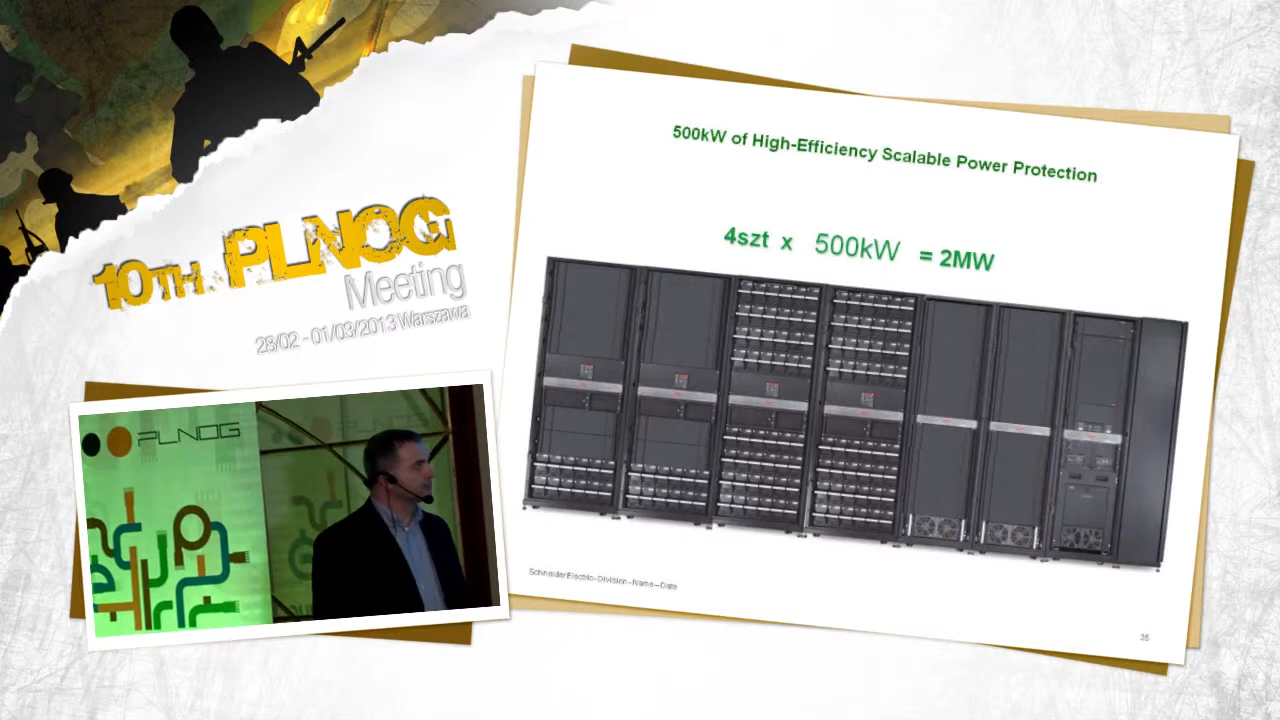 10TH PLNOG
Meeting
28/02 - 01/03/2013 Warszawa
PLNOG
500kW of High-Efficiency Scalable Power Protection
4szt x 500kW = 2MW
Schneider Electric - Division - Name – Date
35